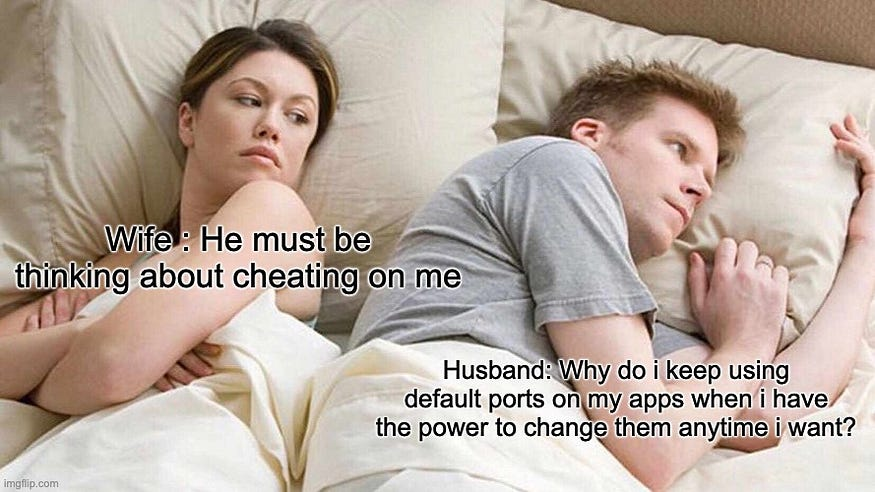 Wife : He must be
thinking about cheating on me
Husband: Why do i keep using
default ports on my apps when i have
the power to change them anytime i want?
imgflip.com